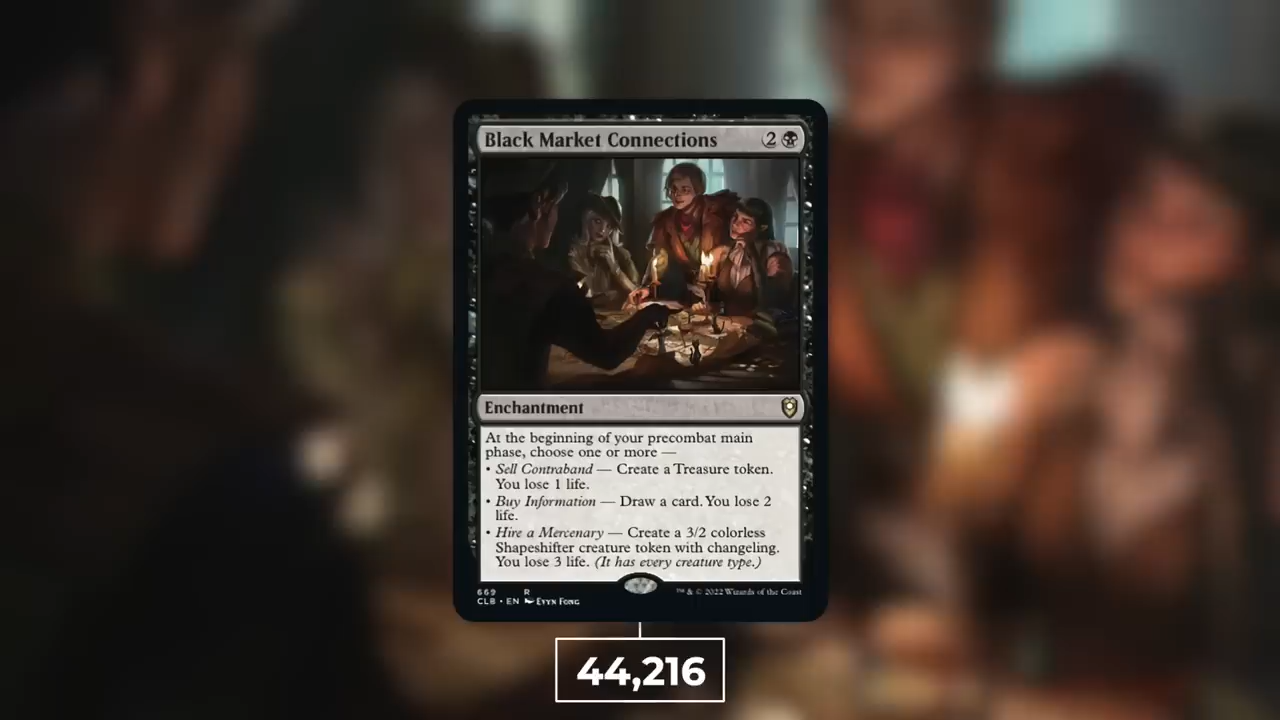 Black Market Connections 2
Enchantment
At the beginning of your precombat main
phase, choose one or more —
• Sell Contraband — Create a Treasure token.
You lose 1 life.
• Buy Information — Draw a card. You lose 2
life.
• Hire a Mercenary — Create a 3/2 colorless
Shapeshifter creature token with changeling.
You lose 3 life. (It has every creature type.)
669 R
CLB • EN Evyn Fong
™ & © 2022 Wizards of the Coast
44,216